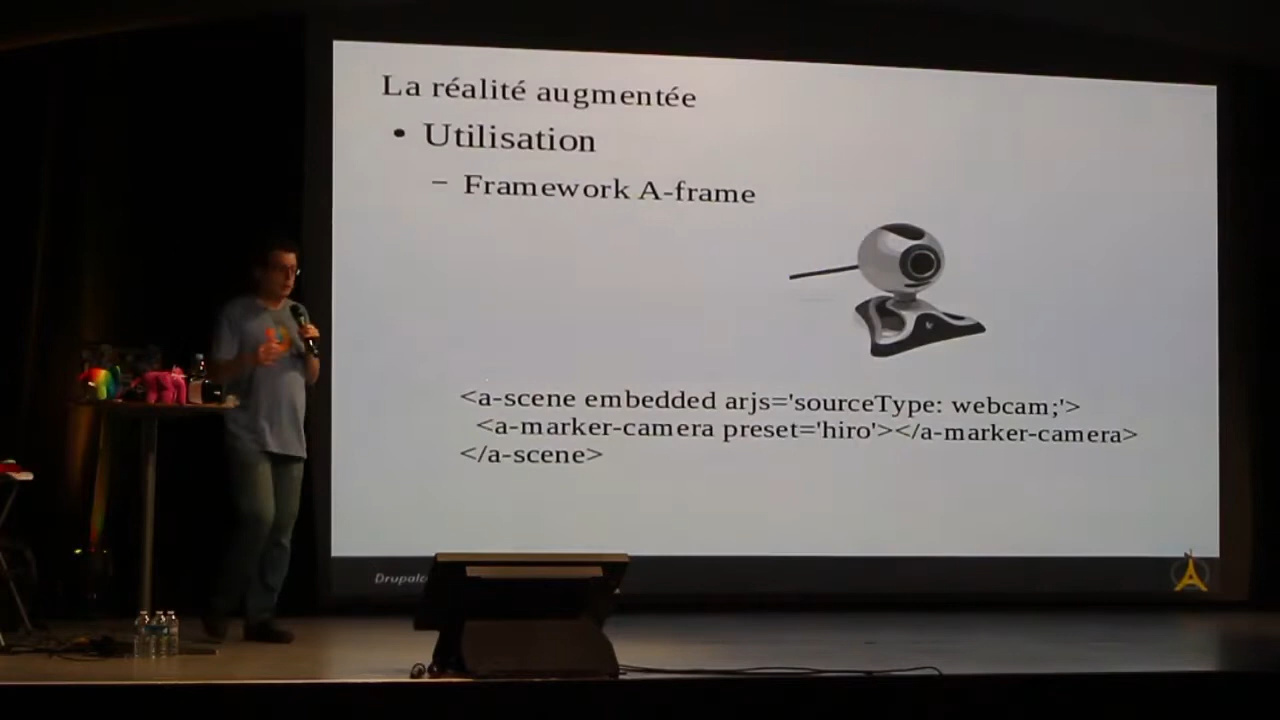 La réalité augmentée
• Utilisation
– Framework A-frame
<a-scene embedded arjs='sourceType: webcam;'>
<a-marker-camera preset='hiro'></a-marker-camera>
</a-scene>